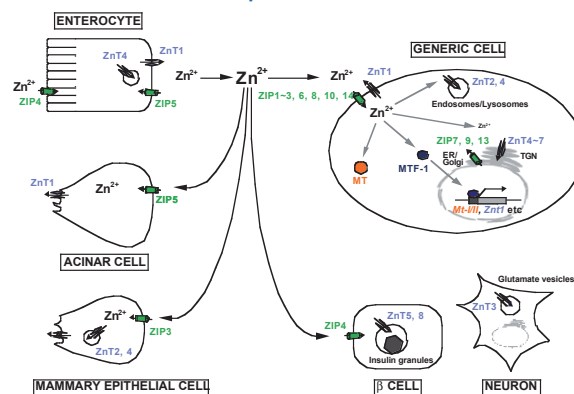 ENTEROCYTE
ZnT4
ZnT1
Zn2+
ZIP4
ZIP5
Zn2+
Zn2+
GENERIC CELL
Zn2+
ZnT1
ZIP1~3, 6, 8, 10, 14
Zn2+
ZnT2, 4
Endosomes/Lysosomes
Zn2+
ZIP7, 9, 13
ZnT4~7
ER/
Golgi
TGN
MT
MTF-1
Mt-I/II, Znt1 etc
ZnT1
Zn2+
ZIP5
ACINAR CELL
Zn2+
ZIP3
ZnT2, 4
MAMMARY EPITHELIAL CELL
ZIP4
ZnT5, 8
Insulin granules
β CELL
Glutamate vesicles
ZnT3
NEURON